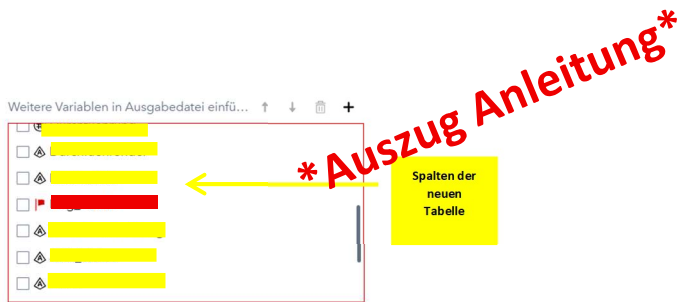 *Auszug Anleitung*
Weitere Variablen in Ausgabedatei einfü...
Spalten der
neuen
Tabelle